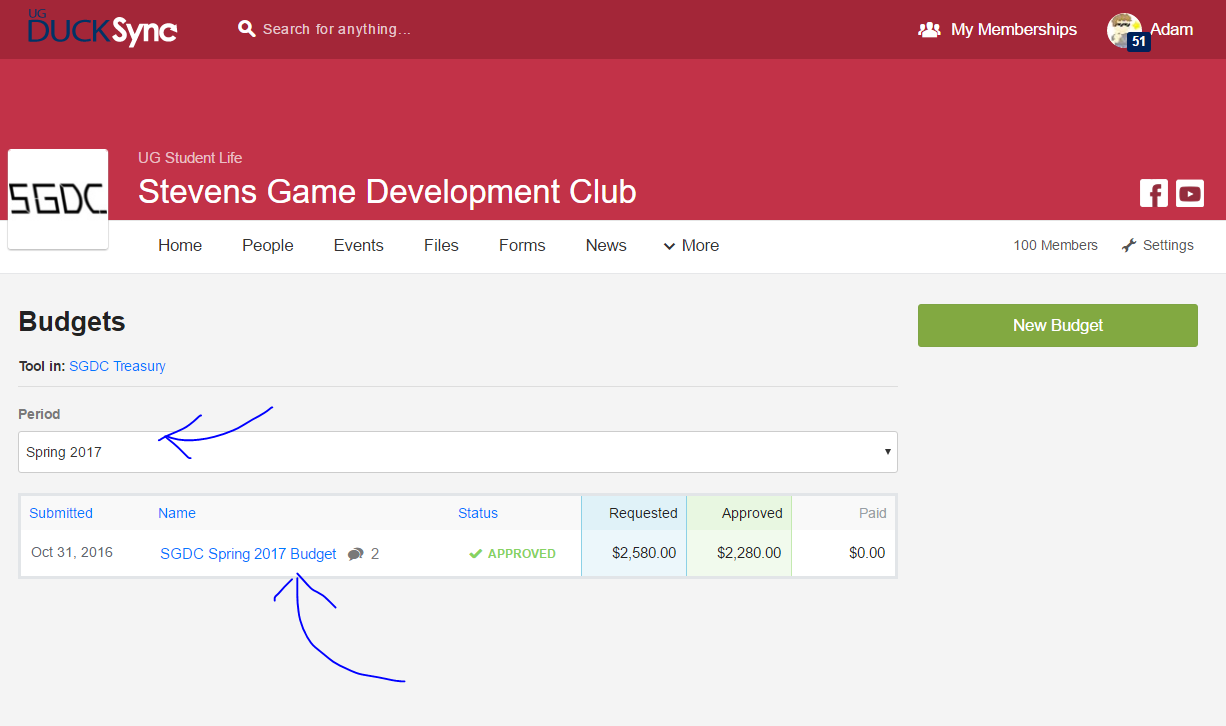 UG
DUCKSync
Search for anything...
My Memberships
51
Adam
SGDC
UG Student Life
Stevens Game Development Club
Home People Events Files Forms News More
100 Members Settings
Budgets
New Budget
Tool in: SGDC Treasury
Period
Spring 2017
Submitted Name Status Requested Approved Paid
Oct 31, 2016 SGDC Spring 2017 Budget 2 APPROVED $2,580.00 $2,280.00 $0.00